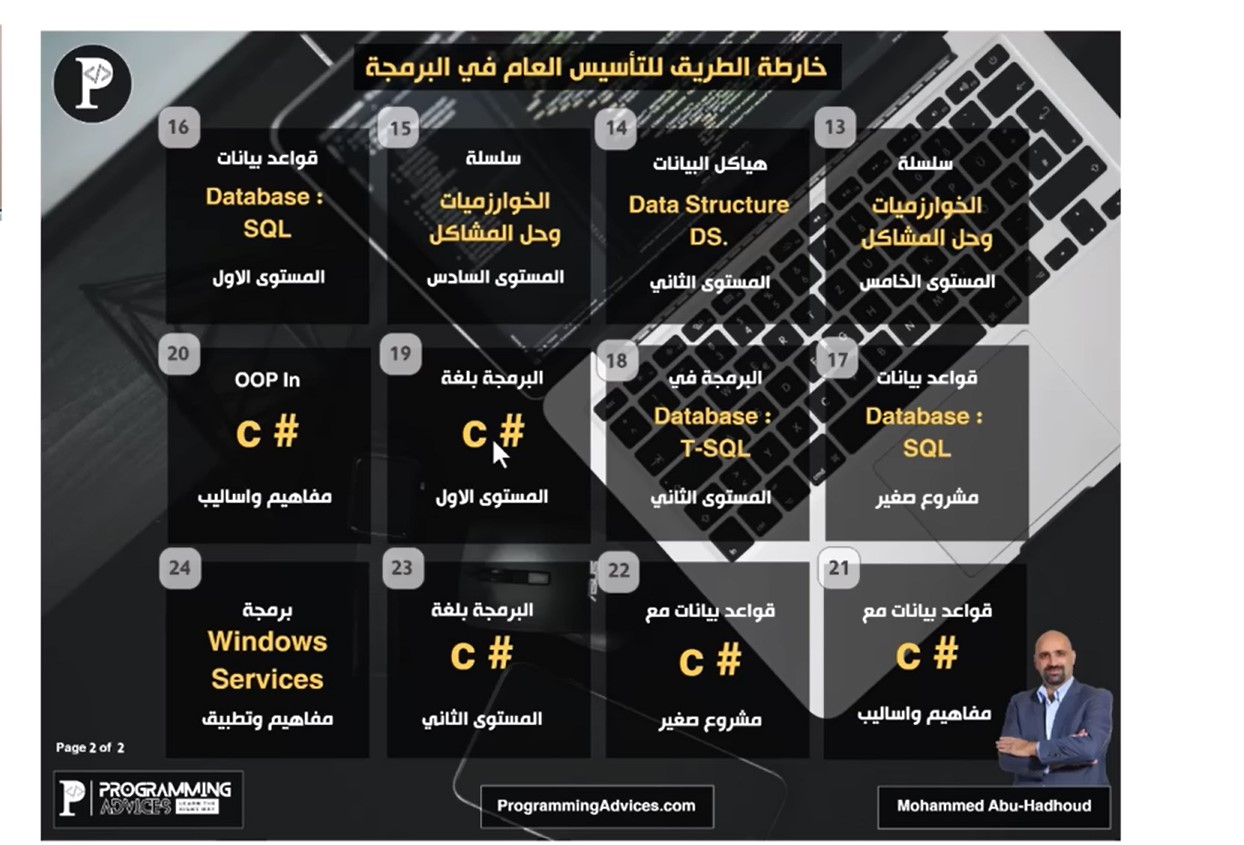 خارطة الطريق للتأسيس العام في البرمجة
13
سلسلة
الخوارزميات
وحل المشاكل
المستوى الخامس
14
هياكل البيانات
Data Structure
DS.
المستوى الثاني
15
سلسلة
الخوارزميات
وحل المشاكل
المستوى السادس
16
قواعد بيانات
Database :
SQL
المستوى الاول
17
قواعد بيانات
Database :
SQL
مشروع صغير
18
البرمجة في
Database :
T-SQL
المستوى الثاني
19
البرمجة بلغة
c #
المستوى الاول
20
OOP In
c #
مفاهيم واساليب
21
قواعد بيانات مع
c #
مفاهيم واساليب
22
قواعد بيانات مع
c #
مشروع صغير
23
البرمجة بلغة
c #
المستوى الثاني
24
برمجة
Windows
Services
مفاهيم وتطبيق
Page 2 of 2
PROGRAMMING
ADVICES
LEARN THE
RIGHT WAY
ProgrammingAdvices.com
Mohammed Abu-Hadhoud